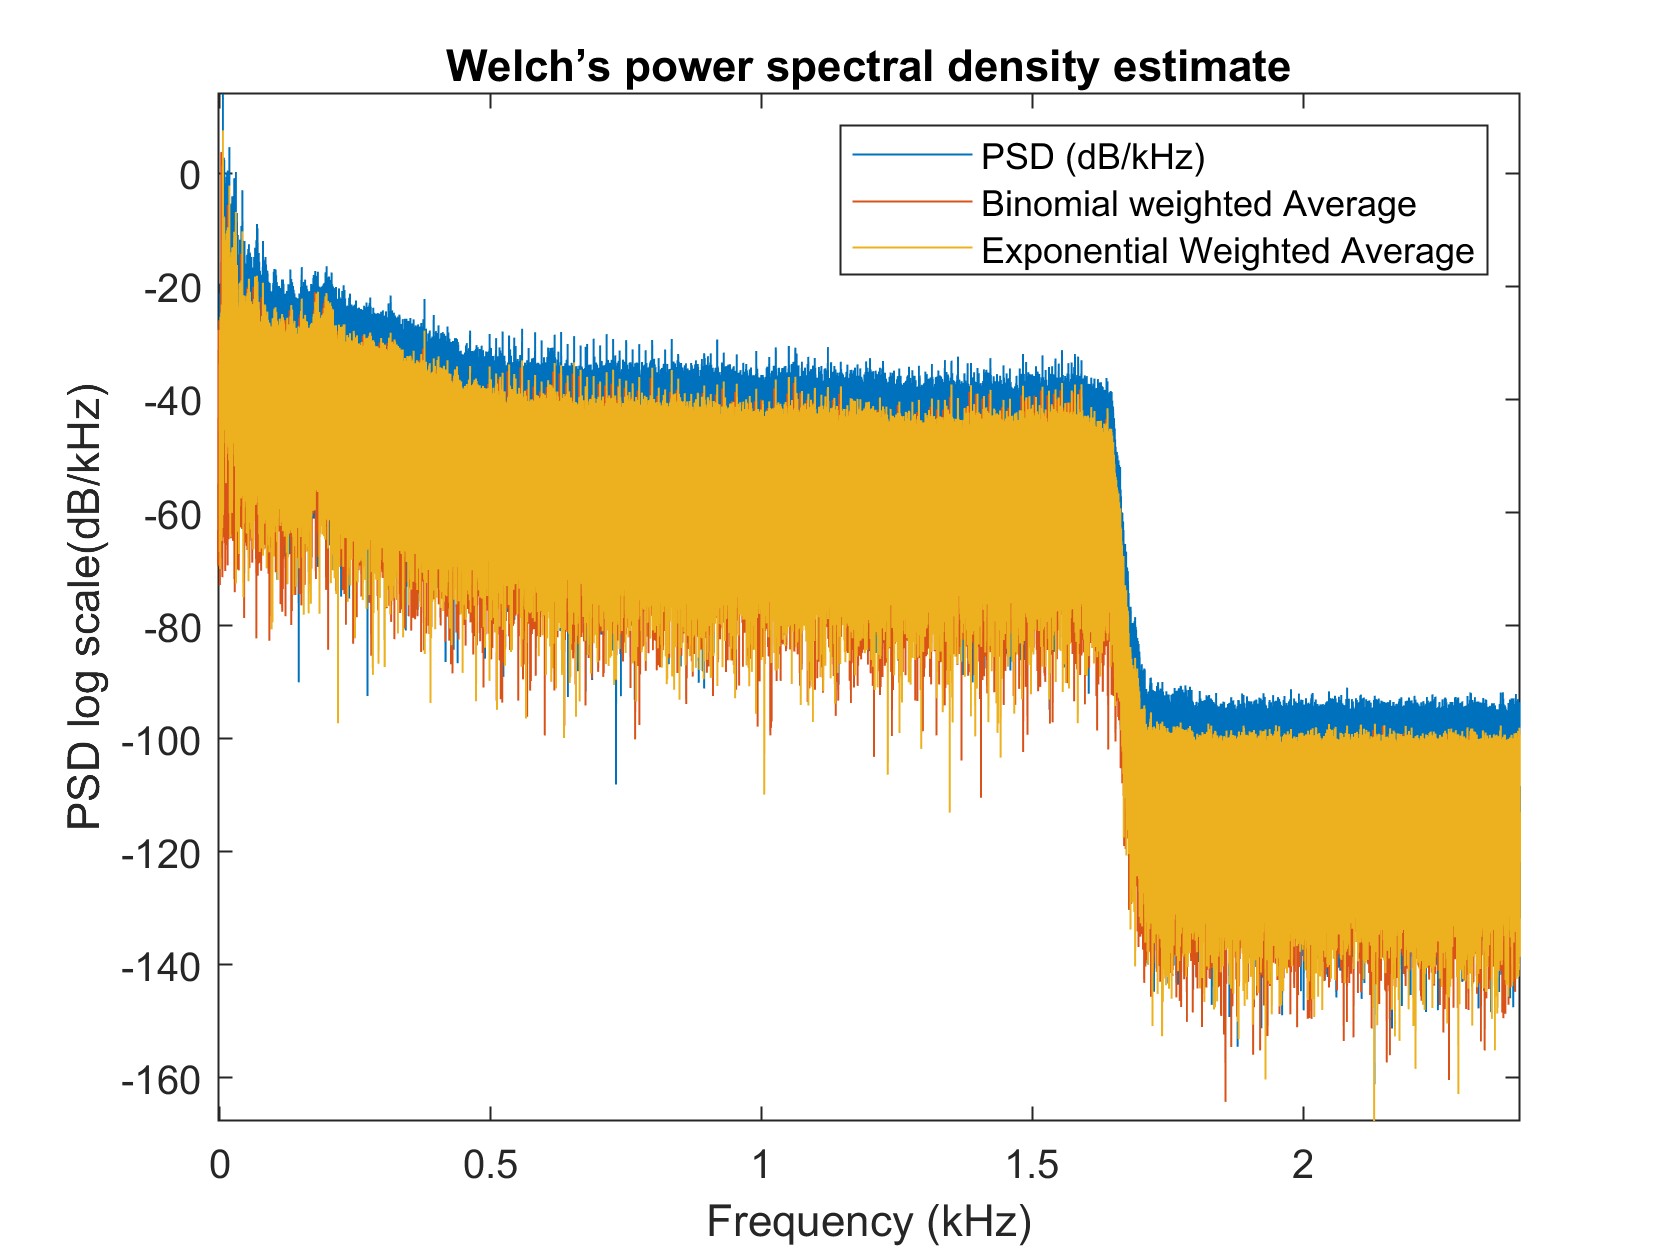 Welch’s power spectral density estimate
PSD (dB/kHz)
Binomial weighted Average
Exponential Weighted Average
PSD log scale(dB/kHz)
0
-20
-40
-60
-80
-100
-120
-140
-160
0 0.5 1 1.5 2
Frequency (kHz)